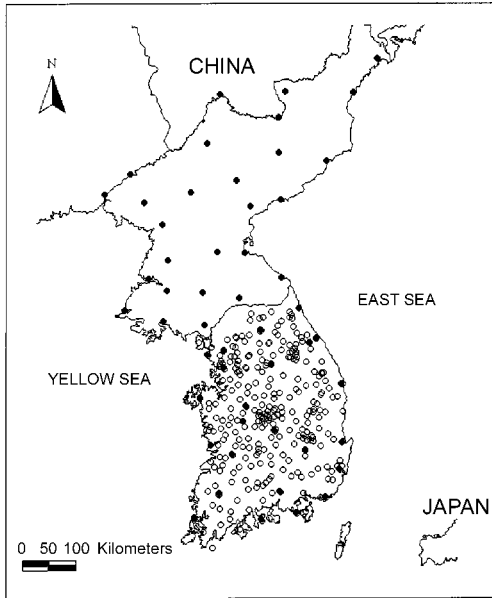 CHINA
N
EAST SEA
YELLOW SEA
JAPAN
0 50 100 Kilometers